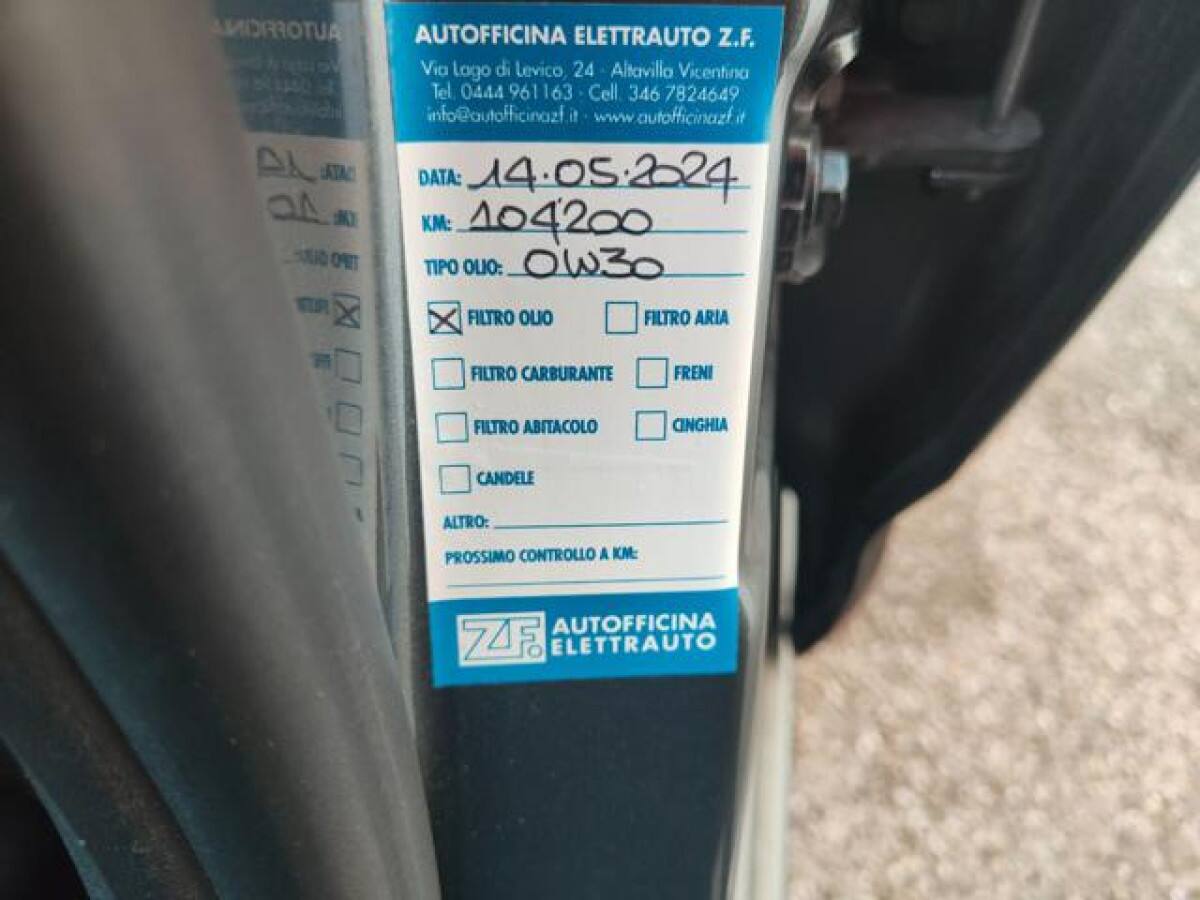 AUTOFFICINA ELETTRAUTO Z.F.
Via Lago di Levico, 24 - Altavilla Vicentina
Tel. 0444 961163 - Cell. 346 7824649
info@autofficinazf.it - www.autofficinazf.it
DATA: 14.05.2024
KM: 104'200
TIPO OLIO: 0W30
FILTRO OLIO FILTRO ARIA
FILTRO CARBURANTE FRENI
FILTRO ABITACOLO CINGHIA
CANDELE
ALTRO:
PROSSIMO CONTROLLO A KM:
Z.F. AUTOFFICINA
ELETTRAUTO